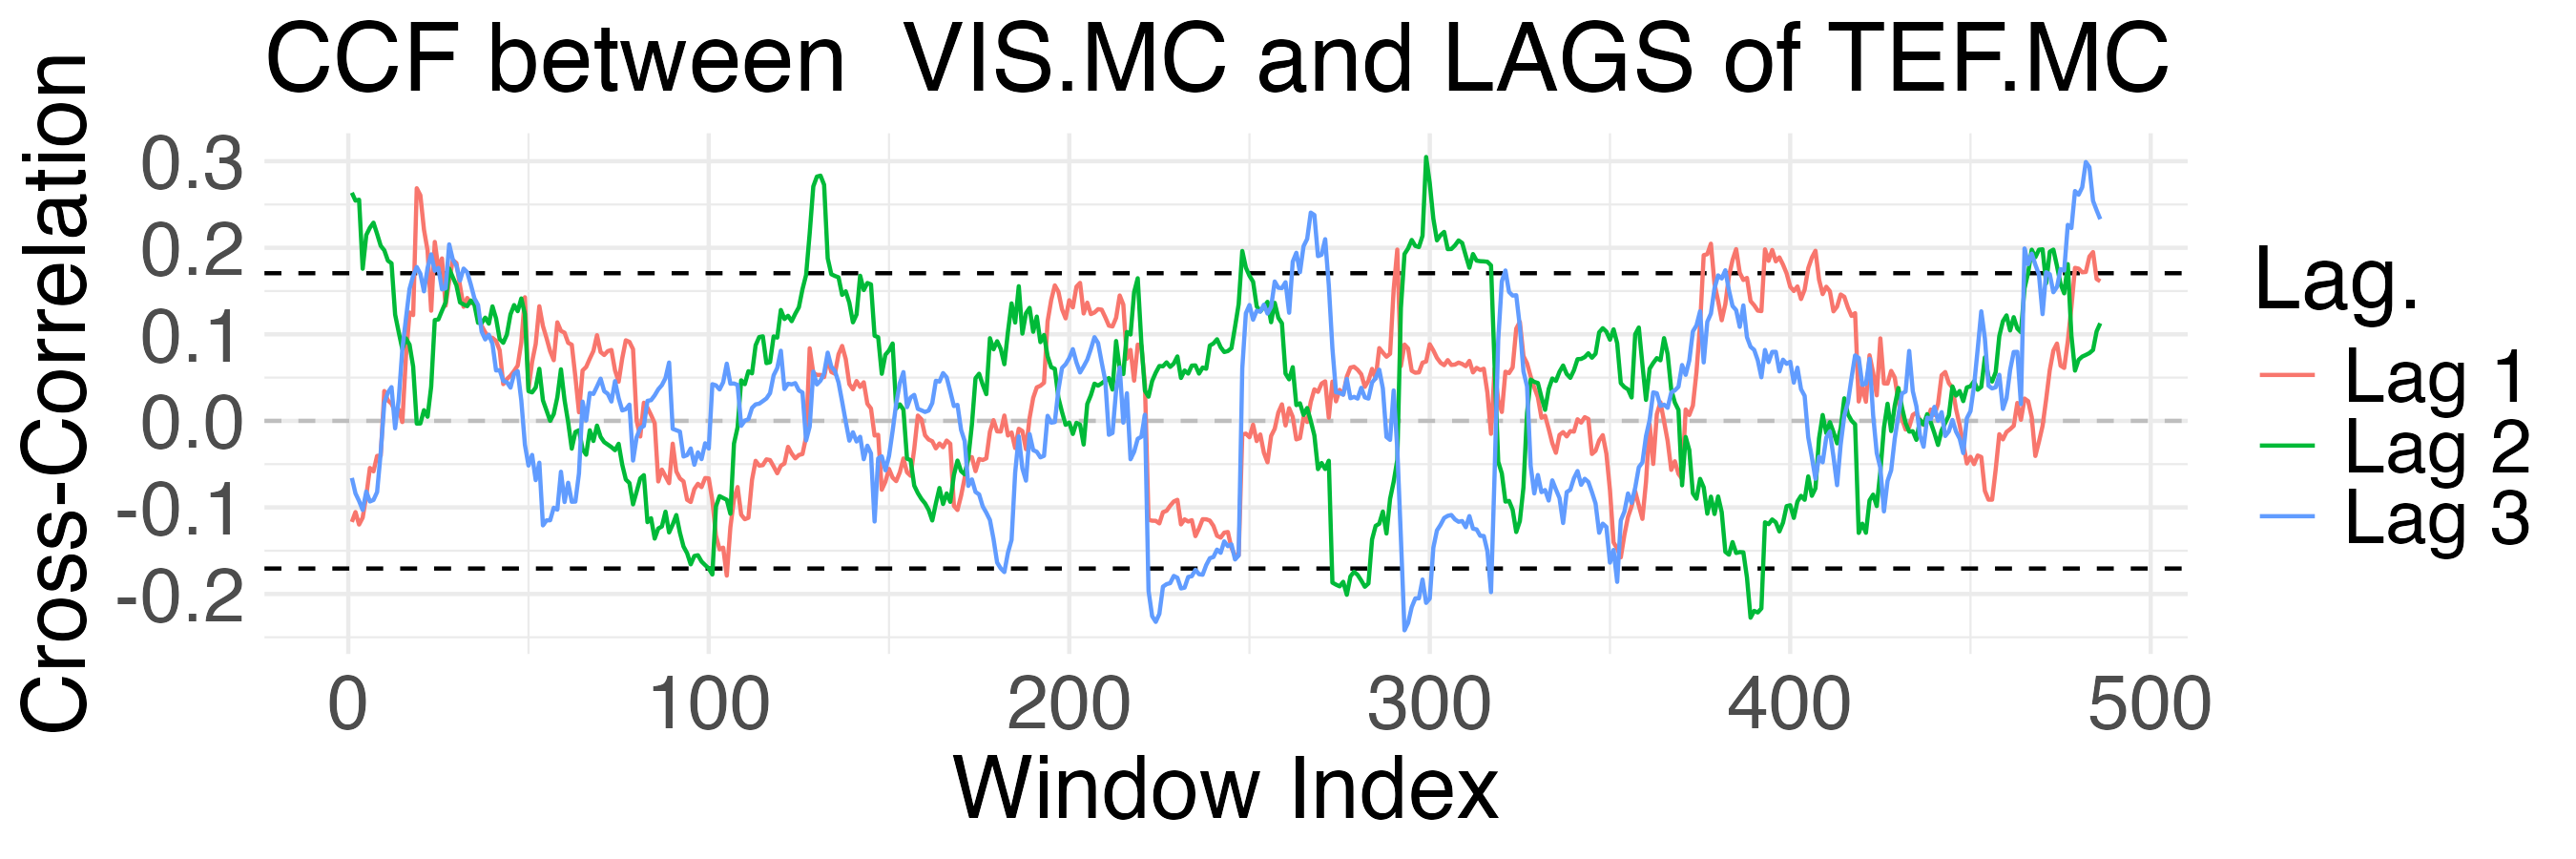 CCF between  VIS.MC and LAGS of TEF.MC
Cross-Correlation
0.3
0.2
0.1
0.0
-0.1
-0.2
0 100 200 300 400 500
Window Index
Lag.
Lag 1
Lag 2
Lag 3